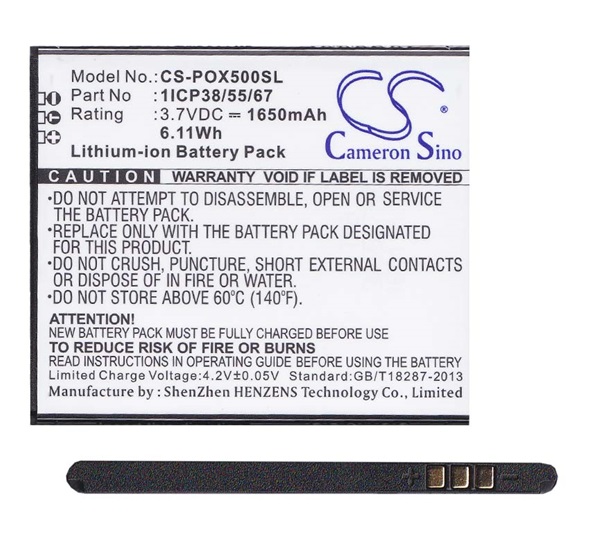 Model No.: CS-POX500SL
Part No : 1ICP38/55/67
Rating : 3.7VDC ⎓ 1650mAh
6.11Wh
Lithium-ion Battery Pack
CS
Cameron Sino
CAUTION WARRANTY VOID IF LABEL IS REMOVED
•DO NOT ATTEMPT TO DISASSEMBLE, OPEN OR SERVICE
THE BATTERY PACK.
•REPLACE ONLY WITH THE BATTERY PACK DESIGNATED
FOR THIS EQUIPMENT
•DO NOT CRUSH, PUNCTURE, SHORT EXTERNAL CONTACTS
OR DISPOSE OF IN FIRE OR WATER
•DO NOT STORE ABOVE 60°C (140°F).
ATTENTION:
NEW BATTERY PACK MUST BE FULLY CHARGED BEFORE USE
TO REDUCE RISK OF FIRE OR BURNS
READ INSTRUCTIONS ENTIRELY BEFORE USING THE BATTERY PACK
Limited Charge Voltage:4.2V±0.05V Standard:GB/T18287-2013
Manufacturer by : ShenZhen HENZENS Technology CO., Limited
+ −